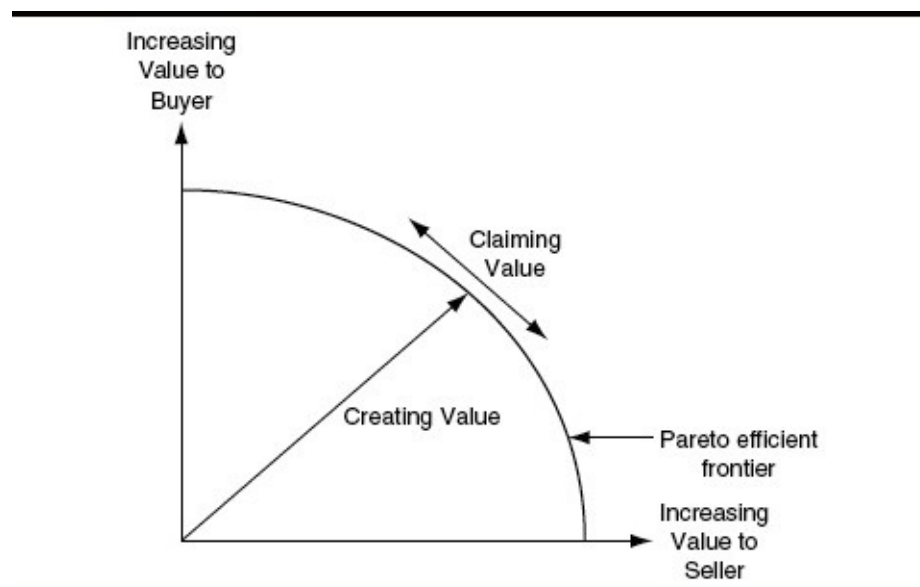 Increasing
Value to
Buyer
Claiming
Value
Creating Value
Pareto efficient
frontier
Increasing
Value to
Seller